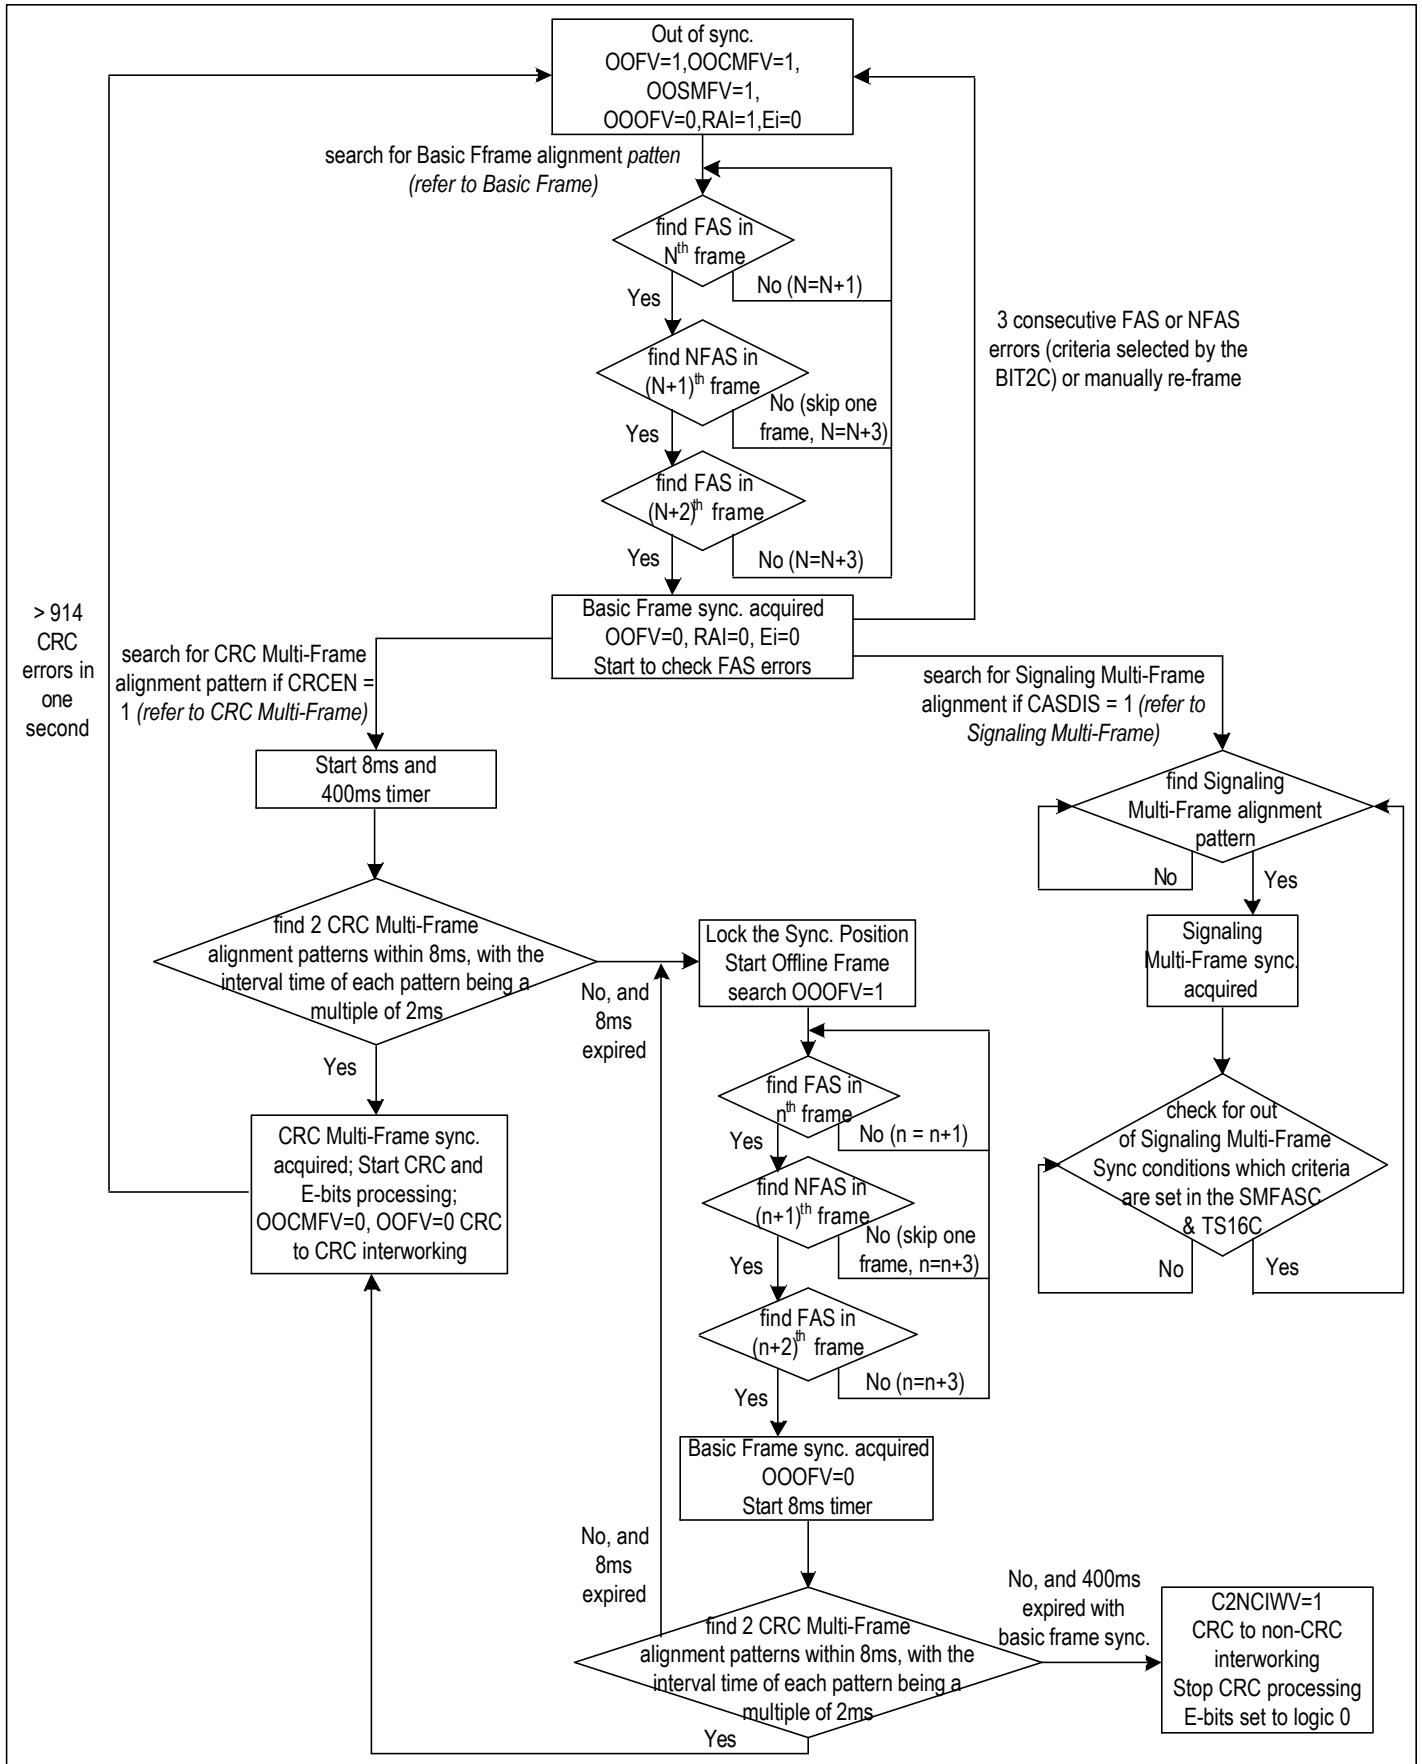 Out of sync.
OOFV=1,OOCMFV=1,
OOSMFV=1,
OOOFV=0,RAI=1,Ei=0
search for Basic Fframe alignment patten
(refer to Basic Frame)
find FAS in
Nth frame
No (N=N+1)
Yes
find NFAS in
(N+1)th frame
No (skip one
frame, N=N+3)
Yes
find FAS in
(N+2)th frame
No (N=N+3)
Yes
3 consecutive FAS or NFAS
errors (criteria selected by the
BIT2C) or manually re-frame
Basic Frame sync. acquired
OOFV=0, RAI=0, Ei=0
Start to check FAS errors
> 914
CRC
errors in
one
second
search for CRC Multi-Frame
alignment pattern if CRCEN =
1 (refer to CRC Multi-Frame)
search for Signaling Multi-Frame
alignment if CASDIS = 1 (refer to
Signaling Multi-Frame)
Start 8ms and
400ms timer
find Signaling
Multi-Frame alignment
pattern
No
Yes
find 2 CRC Multi-Frame
alignment patterns within 8ms, with the
interval time of each pattern being a
multiple of 2ms
No, and
8ms
expired
Yes
Lock the Sync. Position
Start Offline Frame
search OOOFV=1
Signaling
Multi-Frame sync.
acquired
find FAS in
nth frame
No (n = n+1)
Yes
find NFAS in
(n+1)th frame
No (skip one
frame, n=n+3)
Yes
find FAS in
(n+2)th frame
No (n=n+3)
Yes
check for out
of Signaling Multi-Frame
Sync conditions which criteria
are set in the SMFASC
& TS16C
No
Yes
CRC Multi-Frame sync.
acquired; Start CRC and
E-bits processing;
OOCMFV=0, OOFV=0 CRC
to CRC interworking
Basic Frame sync. acquired
OOOFV=0
Start 8ms timer
No, and
8ms
expired
find 2 CRC Multi-Frame
alignment patterns within 8ms, with the
interval time of each pattern being a
multiple of 2ms
Yes
No, and 400ms
expired with
basic frame sync.
C2NCIWV=1
CRC to non-CRC
interworking
Stop CRC processing
E-bits set to logic 0